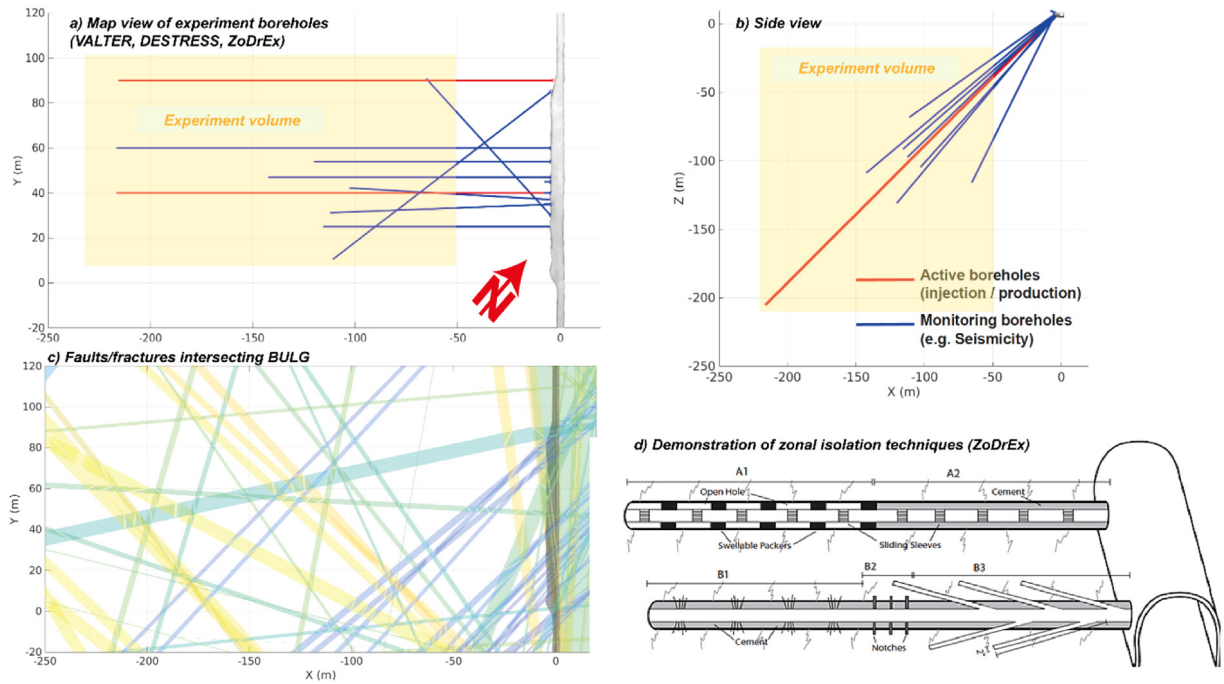 a) Map view of experiment boreholes
(VALTER, DESTRESS, ZoDrEx)
120
100
80
60
40
20
0
-20
Y (m)
Experiment volume
N
-250
-200
-150
-100
-50
0
b) Side view
0
-50
-100
-150
-200
-250
Z (m)
Experiment volume
Active boreholes
(injection / production)
Monitoring boreholes
(e.g. Seismicity)
-250
-200
-150
-100
-50
0
X (m)
c) Faults/fractures intersecting BULG
120
100
80
60
40
20
0
-20
Y (m)
-250
-200
-150
-100
-50
0
X (m)
d) Demonstration of zonal isolation techniques (ZoDrEx)
A1
A2
Open Hole
Cement
Swellable Packers
Sliding Sleeves
B1
B2
B3
Cement
Notches